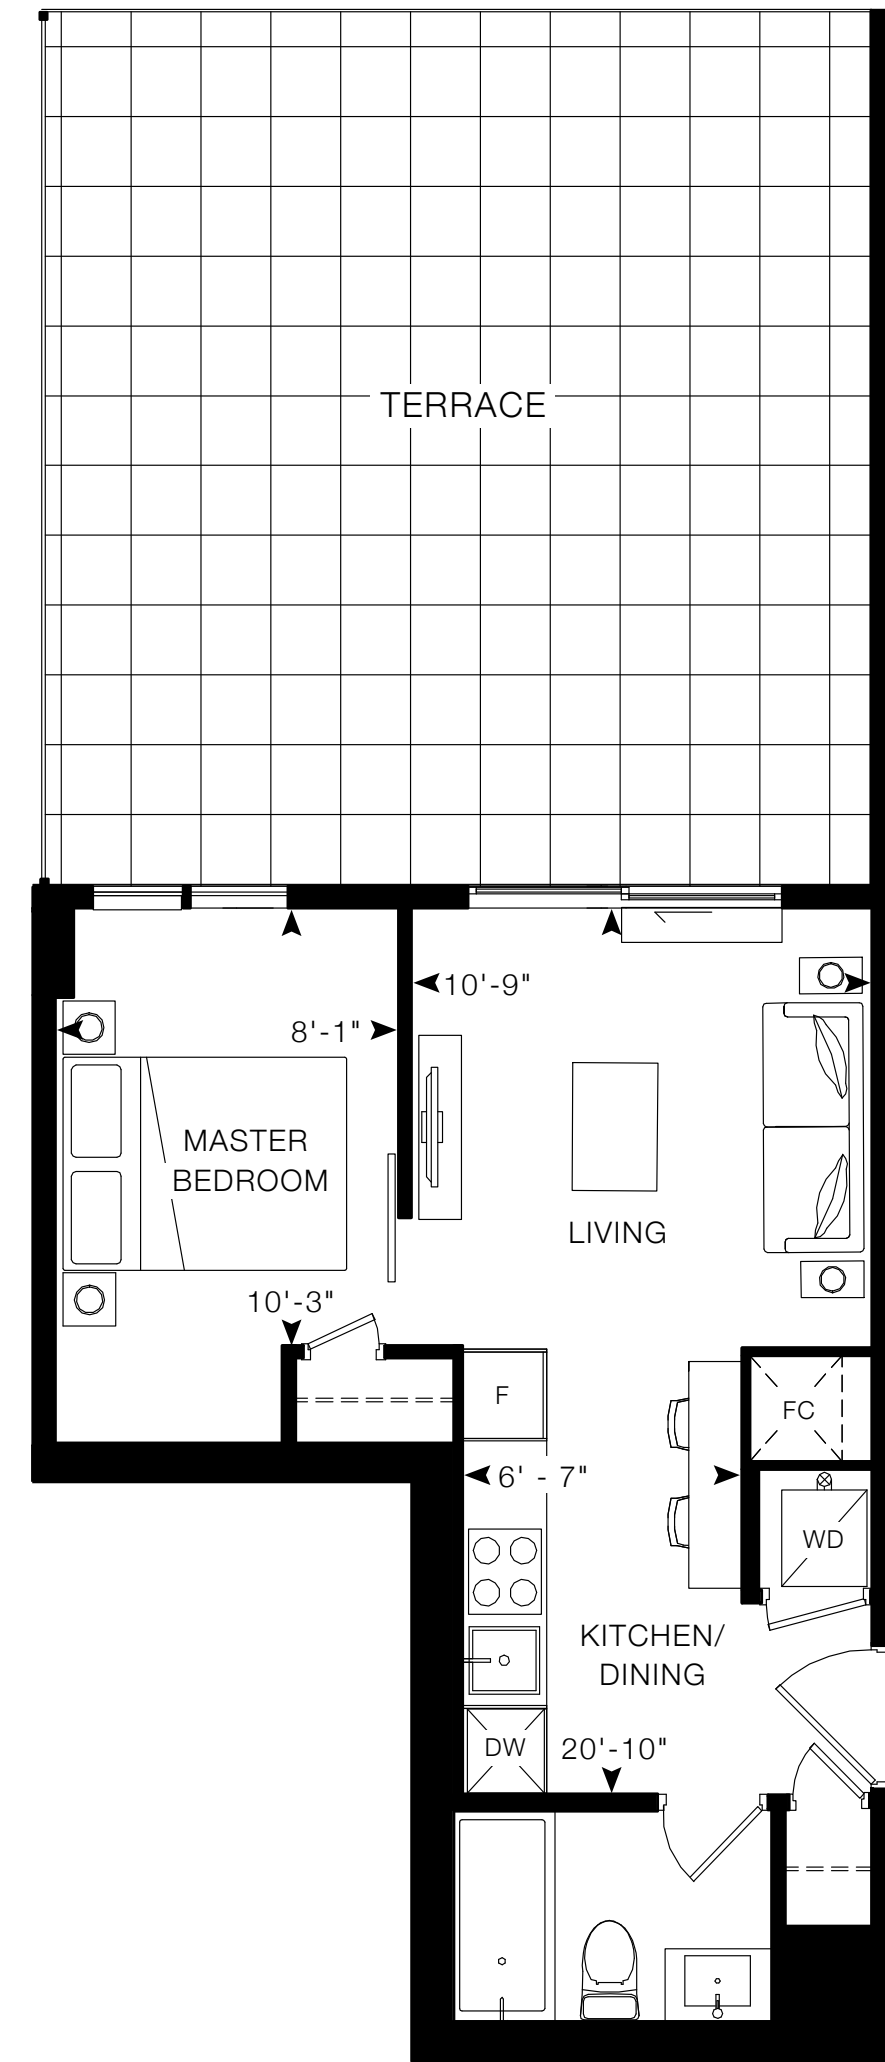 TERRACE
10'-9"
8'-1"
MASTER
BEDROOM
LIVING
10'-3"
F
FC
6' - 7"
WD
KITCHEN/
DINING
DW
20'-10"